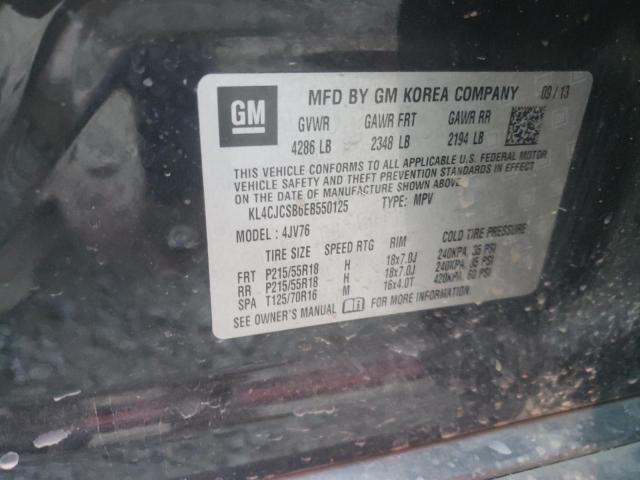 GM MFD BY GM KOREA COMPANY 09/13
GVWR GAWR FRT GAWR RR
4286 LB 2348 LB 2194 LB
THIS VEHICLE CONFORMS TO ALL APPLICABLE U.S. FEDERAL MOTOR
VEHICLE SAFETY AND THEFT PREVENTION STANDARDS IN EFFECT
ON THE DATE OF MANUFACTURE SHOWN ABOVE.
KL4CJCSB6EB550125 TYPE: MPV
MODEL: 4JV76
TIRE SIZE SPEED RTG RIM COLD TIRE PRESSURE
FRT P215/55R18 H 18x7.0J 240KPA, 35 PSI
RR P215/55R18 H 18x7.0J 240KPA, 35 PSI
SPA T125/70R16 M 16x4.0T 420KPA, 60 PSI
SEE OWNER'S MANUAL FOR MORE INFORMATION.